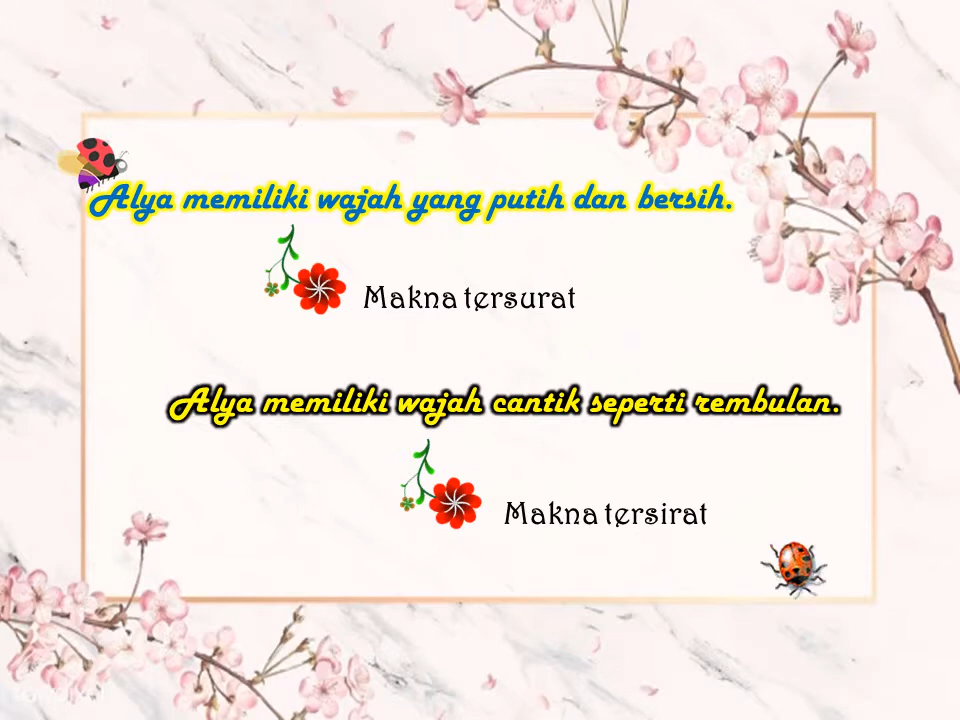 Alya memiliki wajah yang putih dan bersih.
Makna tersurat
Alya memiliki wajah cantik seperti rembulan.
Makna tersirat